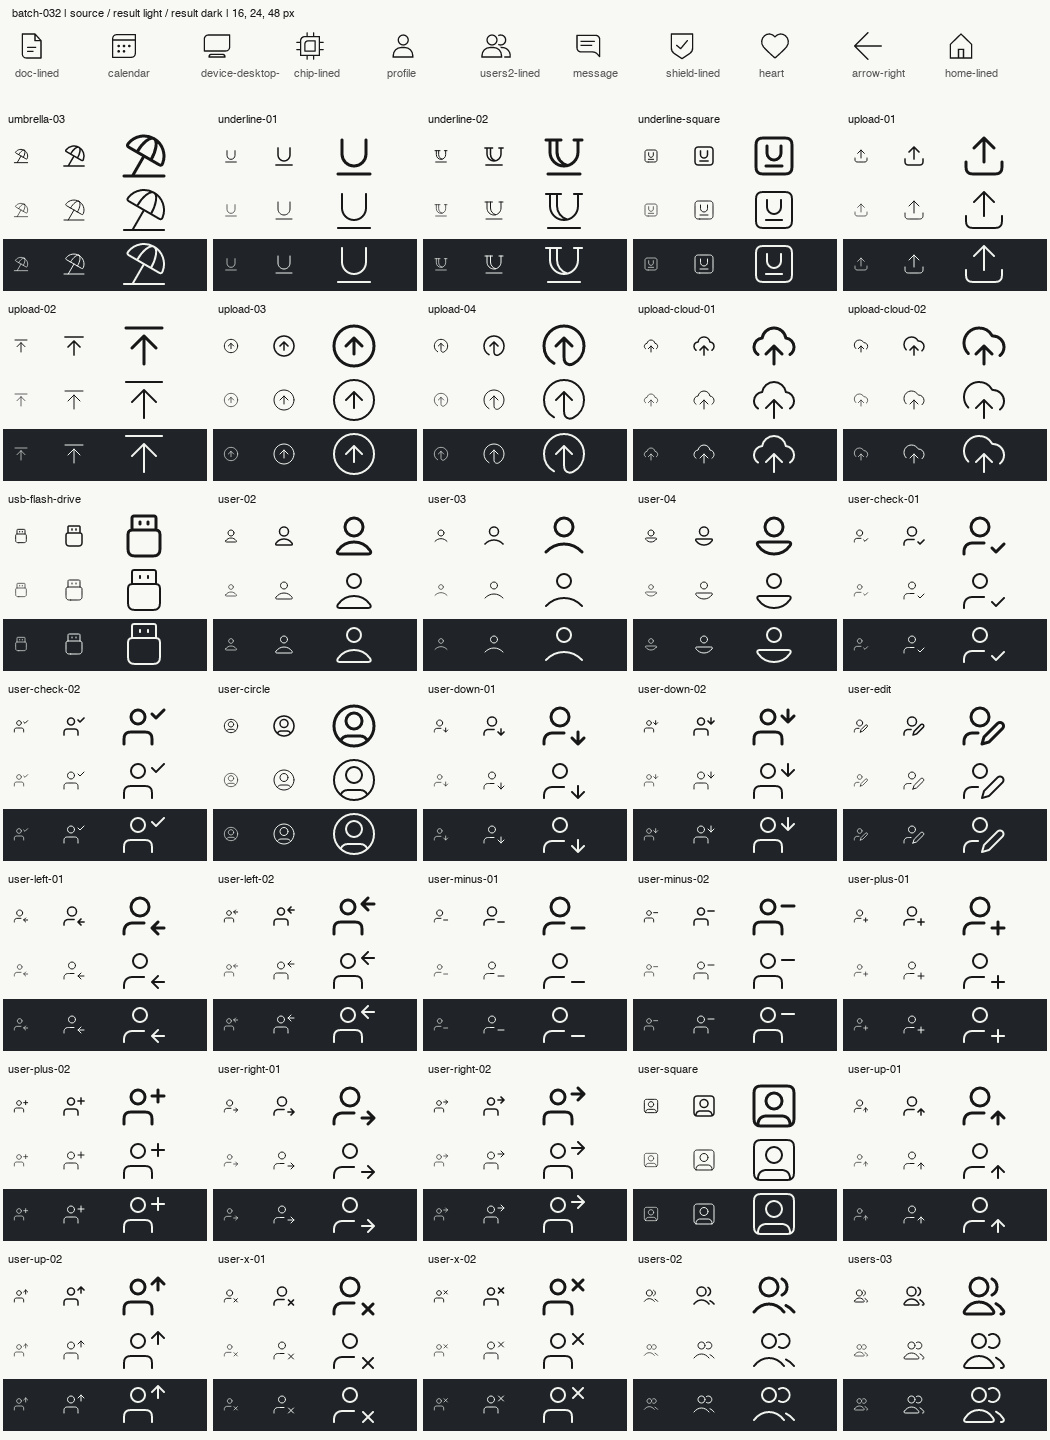 batch-032 | source / result light / result dark | 16, 24, 48 px
doc-lined calendar device-desktop- chip-lined profile users2-lined message shield-lined heart arrow-right home-lined
umbrella-03 underline-01 underline-02 underline-square upload-01
upload-02 upload-03 upload-04 upload-cloud-01 upload-cloud-02
usb-flash-drive user-02 user-03 user-04 user-check-01
user-check-02 user-circle user-down-01 user-down-02 user-edit
user-left-01 user-left-02 user-minus-01 user-minus-02 user-plus-01
user-plus-02 user-right-01 user-right-02 user-square user-up-01
user-up-02 user-x-01 user-x-02 users-02 users-03